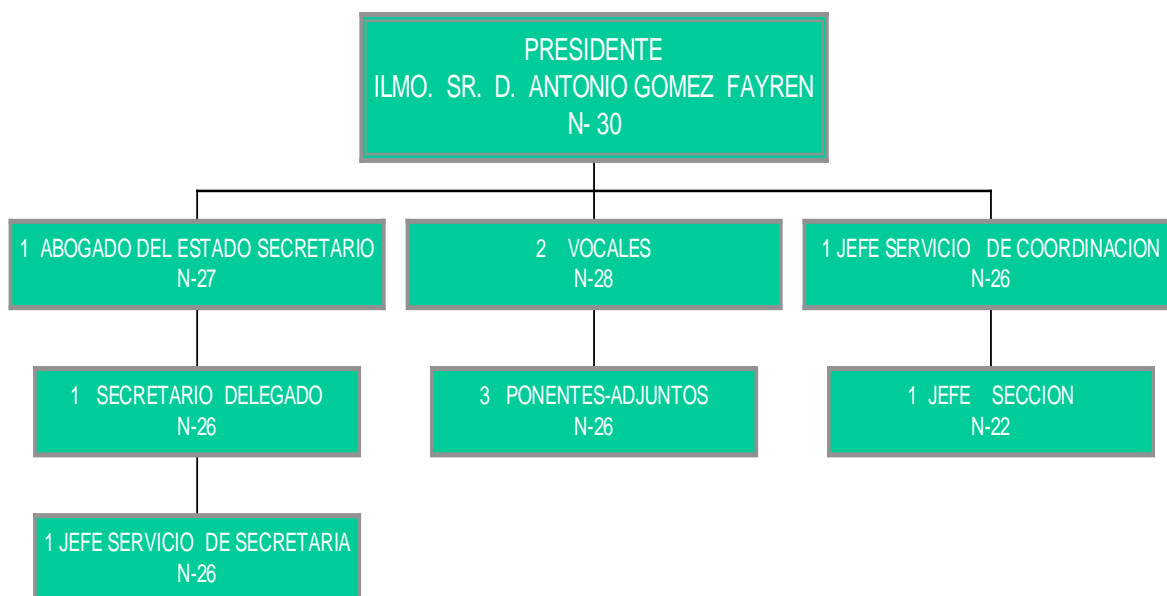 PRESIDENTE
ILMO. SR. D. ANTONIO GOMEZ FAYREN
N- 30
1 ABOGADO DEL ESTADO SECRETARIO
N-27
2 VOCALES
N-28
1 JEFE SERVICIO DE COORDINACION
N-26
1 SECRETARIO DELEGADO
N-26
3 PONENTES-ADJUNTOS
N-26
1 JEFE SECCION
N-22
1 JEFE SERVICIO DE SECRETARIA
N-26